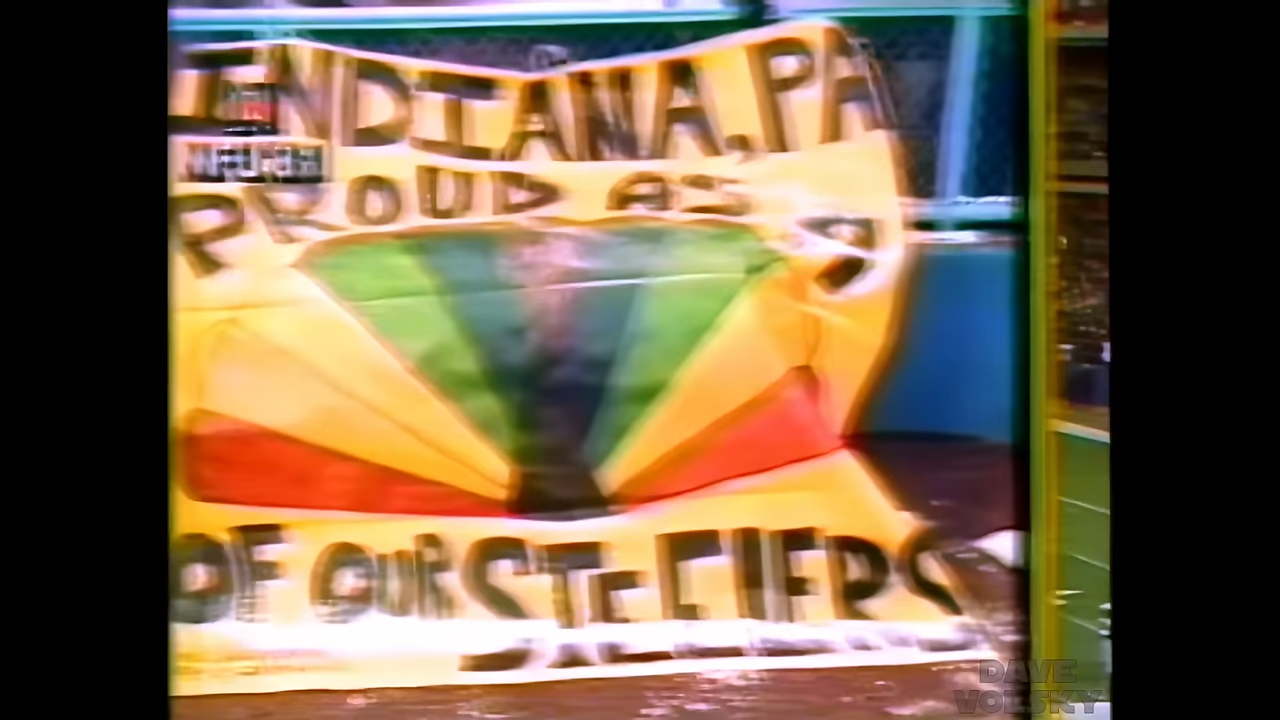 INDIANA, PA
PROUD AS A
OF OUR STEELERS
DAVE
VOLSKY